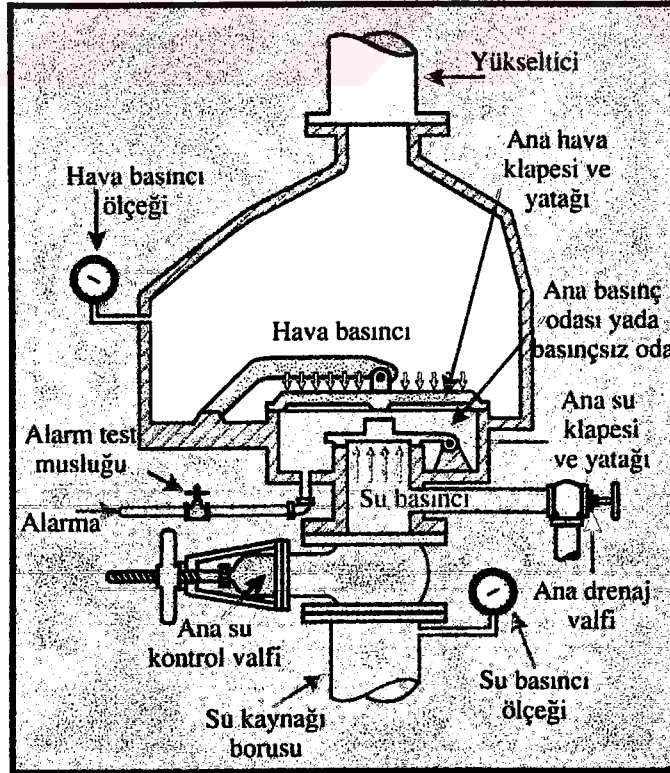 Yükseltici
Ana hava
klapesi ve
yatağı
Hava basıncı
ölçeği
Ana basınç
odası yada
basınçsız oda
Hava basıncı
Ana su
klapesi
ve yatağı
Alarm test
musluğu
Su basıncı
Alarma
Ana drenaj
valfi
Ana su
kontrol valfi
Su basıncı
ölçeği
Su kaynağı
borusu